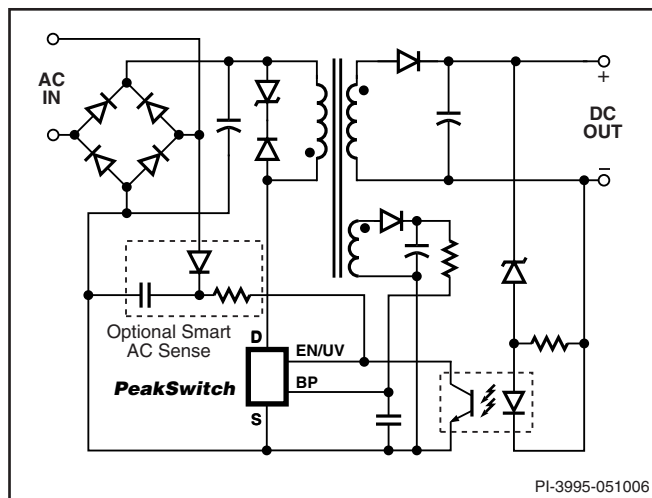 AC
IN
+
DC
OUT
–
Optional Smart
AC Sense
D
EN/UV
PeakSwitch
BP
S
PI-3995-051006